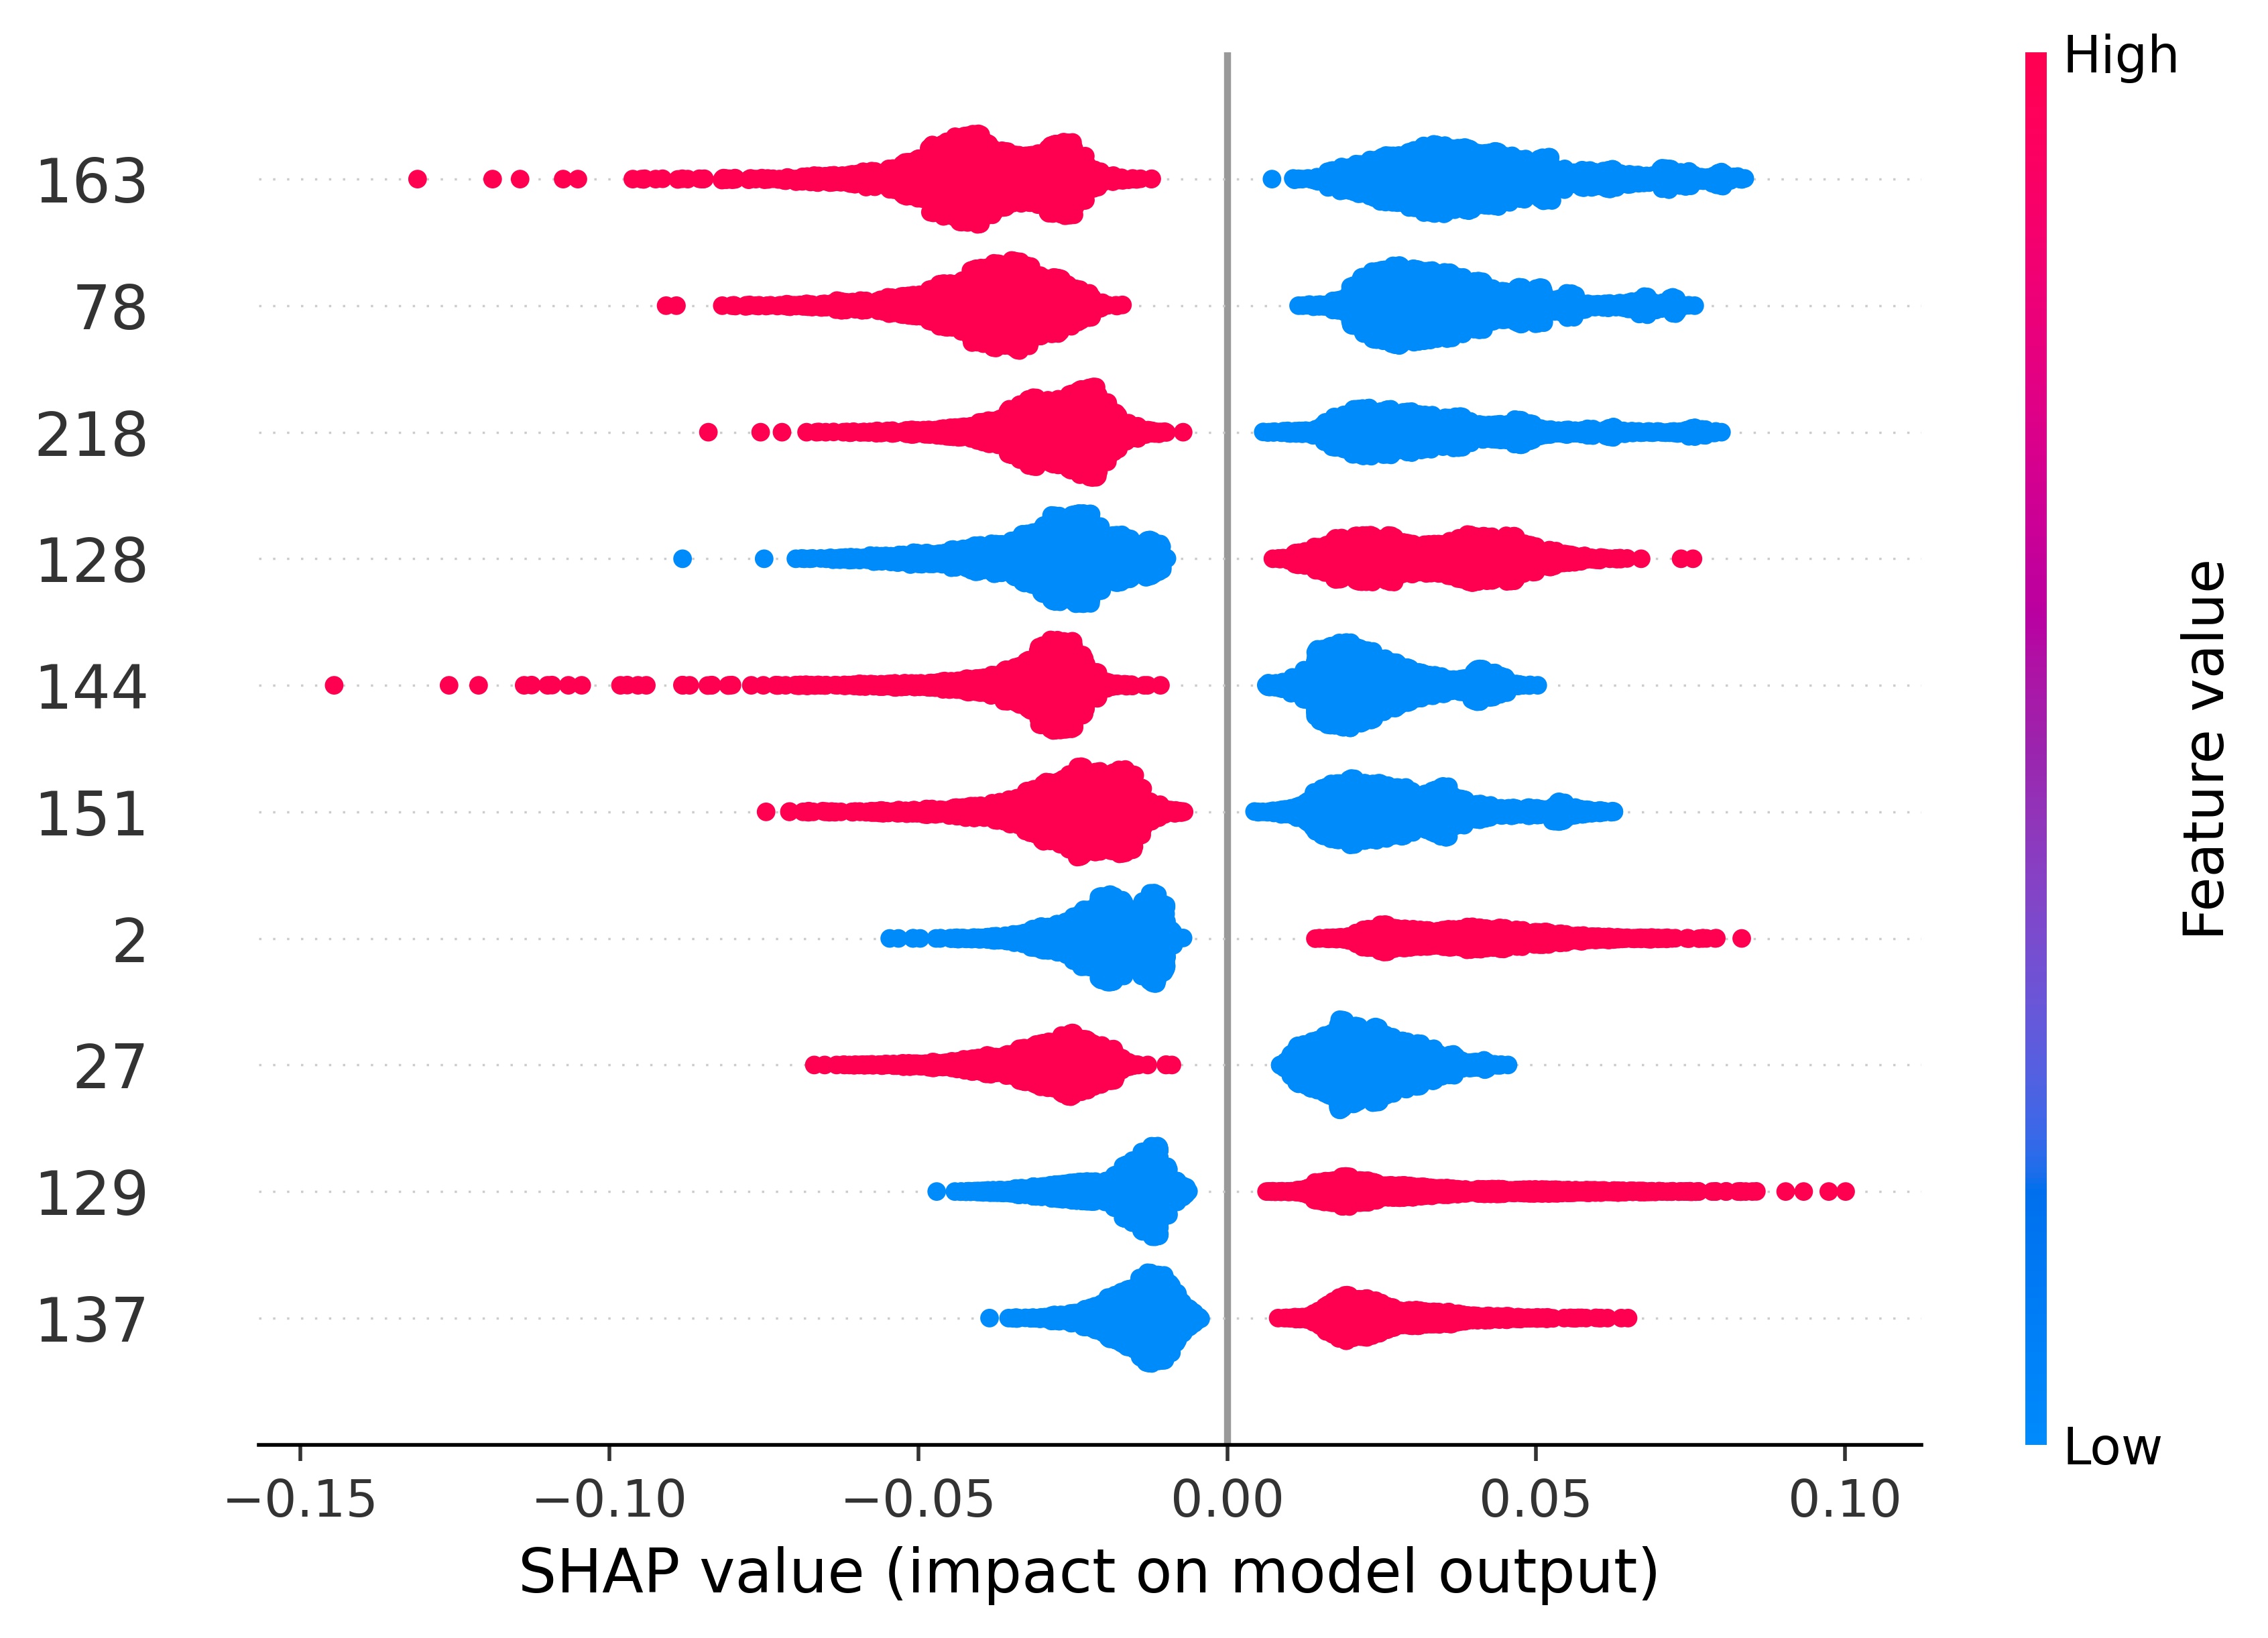 High
163
78
218
128
144
151
2
27
129
137
Feature value
Low
−0.15 −0.10 −0.05 0.00 0.05 0.10
SHAP value (impact on model output)